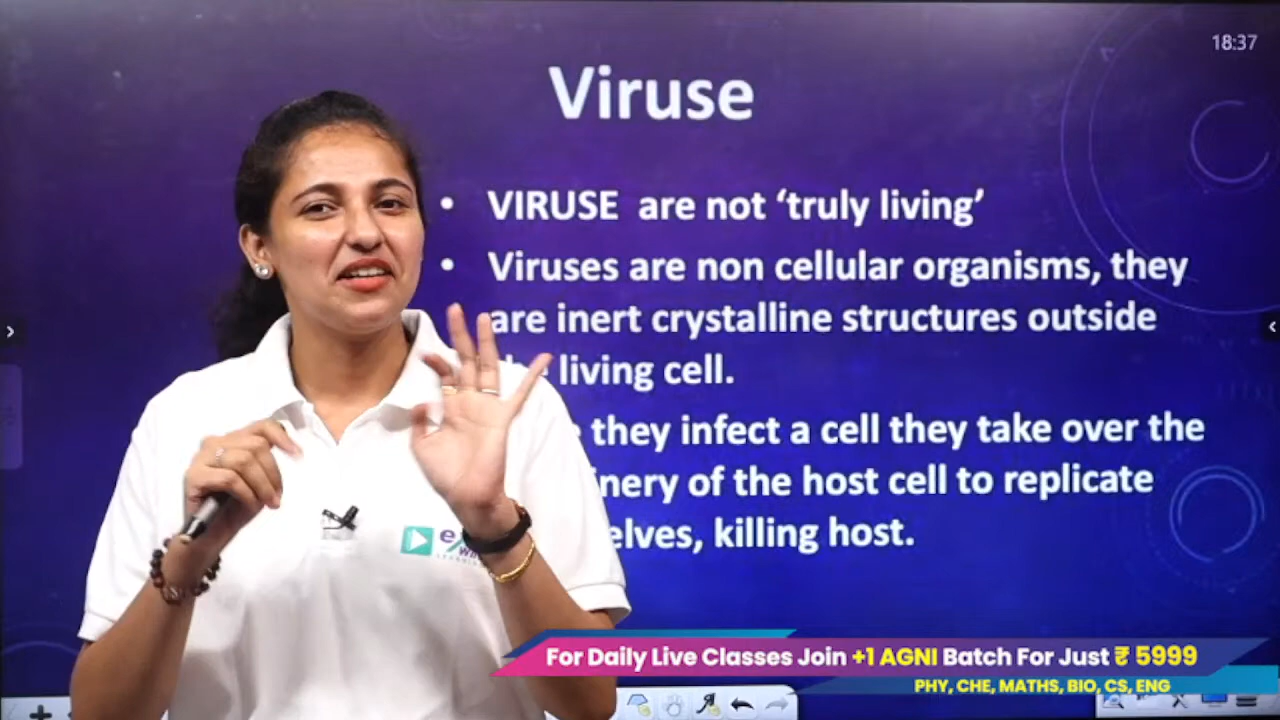 18:37
Viruse
• VIRUSE are not ‘truly living’
• Viruses are non cellular organisms, they
are inert crystalline structures outside
living cell.
they infect a cell they take over the
of the host cell to replicate
killing host.
For Daily Live Classes Join +1 AGNI Batch For Just ₹ 5999
PHY, CHE, MATHS, BIO, CS, ENG